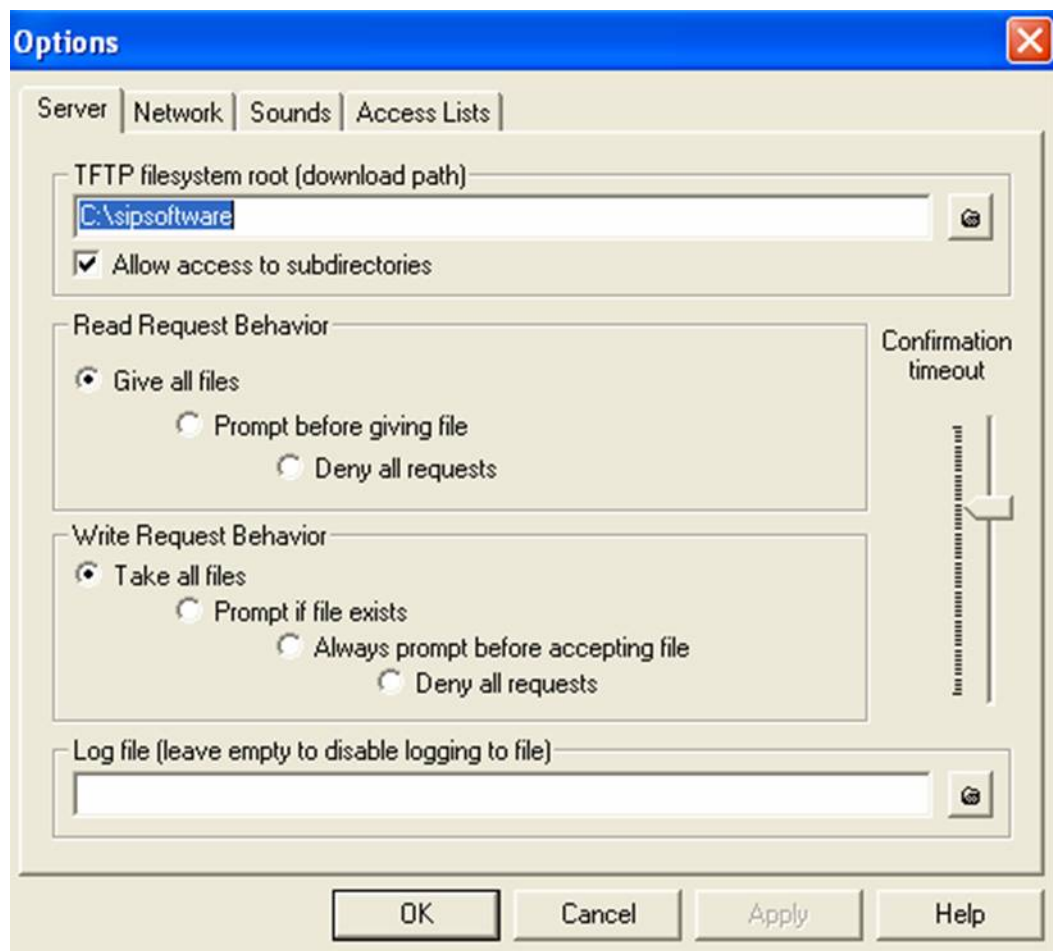 Options
Server Network Sounds Access Lists
TFTP filesystem root (download path)
C:\sipsoftware
Allow access to subdirectories
Read Request Behavior
Give all files
Prompt before giving file
Deny all requests
Confirmation
timeout
Write Request Behavior
Take all files
Prompt if file exists
Always prompt before accepting file
Deny all requests
Log file (leave empty to disable logging to file)
OK Cancel Apply Help